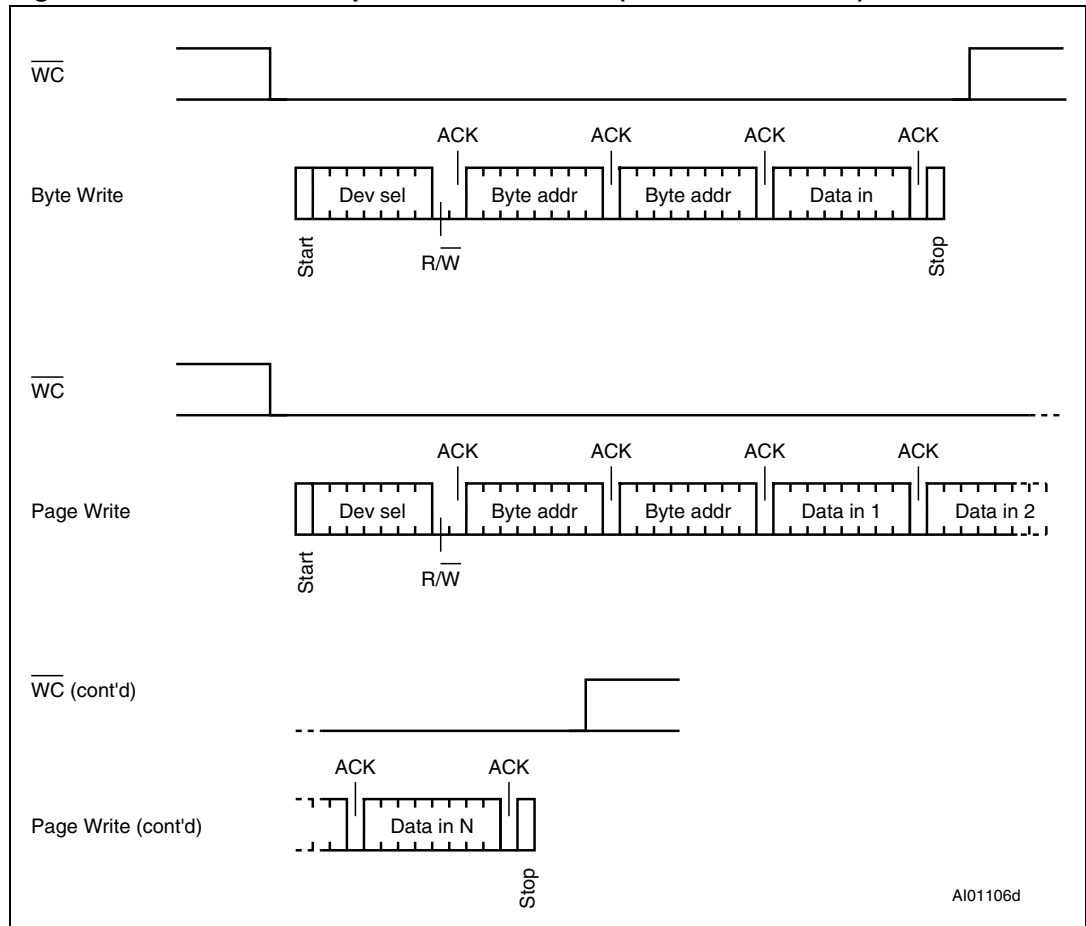 WC
ACK ACK ACK ACK
Byte Write Dev sel Byte addr Byte addr Data in
Start R/W Stop
WC
ACK ACK ACK ACK
Page Write Dev sel Byte addr Byte addr Data in 1 Data in 2
Start R/W
WC (cont'd)
ACK ACK
Page Write (cont'd) Data in N
Stop
AI01106d